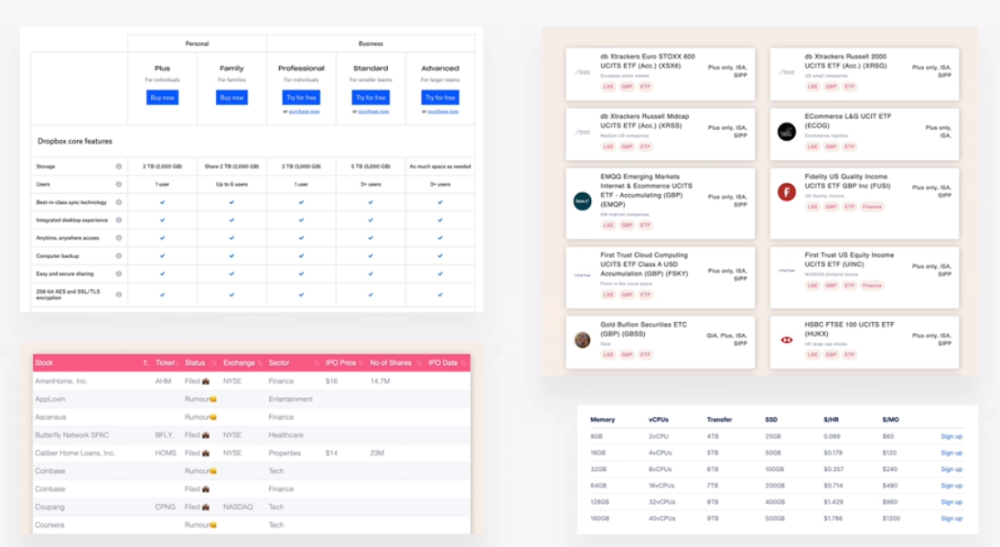 Personal Business
Plus Family Professional Standard Advanced
For individuals For families For individuals For smaller teams For larger teams
Buy now Buy now Try for free Try for free Try for free
or purchase now or purchase now or purchase now
Dropbox core features
Storage 2 TB (2,000 GB) Share 2 TB (2,000 GB) 3 TB (3,000 GB) 5 TB (5,000 GB) As much space as needed
Users 1 user Up to 6 users 1 user 3+ users 3+ users
Best-in-class sync technology
Integrated desktop experience
Anytime, anywhere access
Computer backup
Easy and secure sharing
256-bit AES and SSL/TLS
encryption
Stock Ticker Status Exchange Sector IPO Price No of Shares IPO Date
AmeriHome, Inc. AHM Filed NYSE Finance $16 14,7M
AppLovin Rumour Entertainment
Ascensus Rumour Finance
Butterfly Network SPAC BFLY. Filed NYSE Healthcare
Caliber Home Loans, Inc. HOMS Filed NYSE Properties $14 23M
Coinbase Rumour Tech
Coinbase Filed Finance
Coupang CPNG Filed NASDAQ Tech
Coursera Rumour Tech
db Xtrackers Euro STOXX 600
UCITS ETF (Acc.) (XSX6)
European stock market
LSE GBP ETF
Plus only, ISA,
SIPP
db Xtrackers Russell 2000
UCITS ETF (Acc.) (XRSG)
US small companies
LSE GBP ETF
Plus only, ISA,
SIPP
db Xtrackers Russell Midcap
UCITS ETF (Acc.) (XRSS)
Medium US companies
LSE GBP ETF
Plus only, ISA,
SIPP
ECommerce L&G UCIT ETF
(ECOG)
Ecommerce logistics
LSE GBP ETF
Plus only,
ISA,
EMQQ Emerging Markets
Internet & Ecommerce UCITS
ETF - Accumulating (GBP)
(EMQP)
EM internet companies
LSE GBP ETF
Plus only, ISA,
SIPP
Fidelity US Quality Income
UCITS ETF GBP Inc (FUSI)
US Quality Income
LSE GBP ETF Finance
Plus only, ISA,
SIPP
First Trust Cloud Computing
UCITS ETF Class A USD
Accumulation (GBP) (FSKY)
Firms in the cloud space
LSE GBP ETF
Plus only, ISA,
SIPP
First Trust US Equity Income
UCITS ETF (UINC)
NASDAQ dividend stocks
LSE GBP ETF Finance
Plus only, ISA,
SIPP
Gold Bullion Securities ETC
(GBP) (GBSS)
Gold
LSE GBP ETF
GIA, Plus, ISA,
SIPP
HSBC FTSE 100 UCITS ETF
(HUKX)
UK large cap stocks
LSE GBP ETF
Plus only, ISA,
SIPP
Memory vCPUs Transfer SSD $/HR $/MO
8GB 2vCPU 4TB 25GB 0.089 $60 Sign up
16GB 4vCPUs 5TB 50GB $0.179 $120 Sign up
32GB 8vCPUs 6TB 100GB $0.357 $240 Sign up
64GB 16vCPUs 7TB 200GB $0.714 $480 Sign up
128GB 32vCPUs 8TB 400GB $1.429 $960 Sign up
160GB 40vCPUs 9TB 500GB $1.786 $1200 Sign up